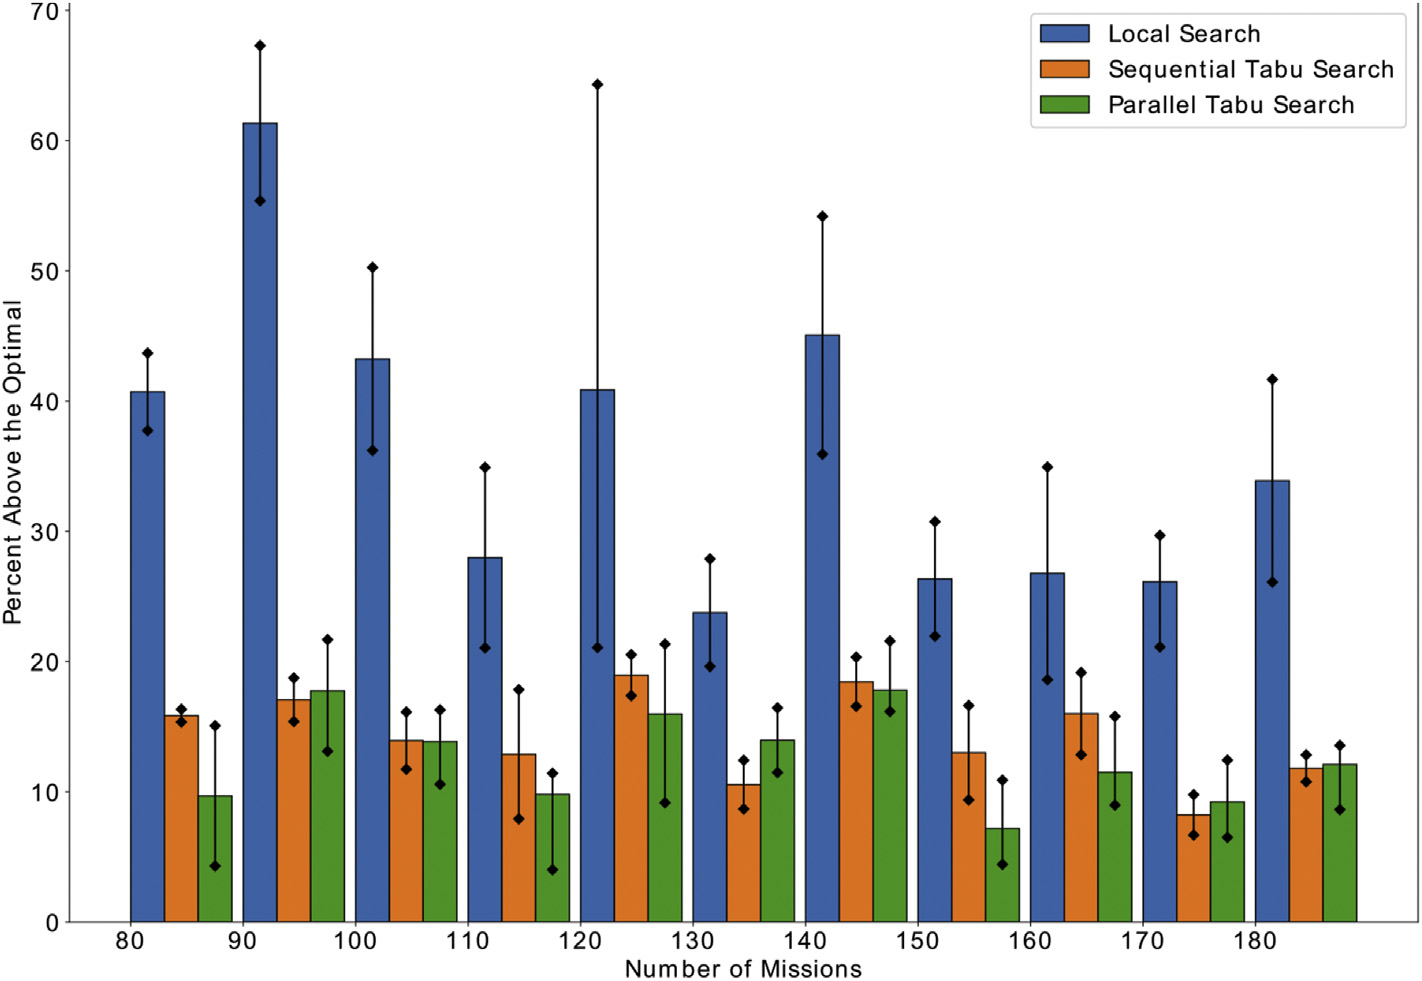 70
60
50
40
30
20
10
0
Percent Above the Optimal
Local Search
Sequential Tabu Search
Parallel Tabu Search
80 90 100 110 120 130 140 150 160 170 180
Number of Missions